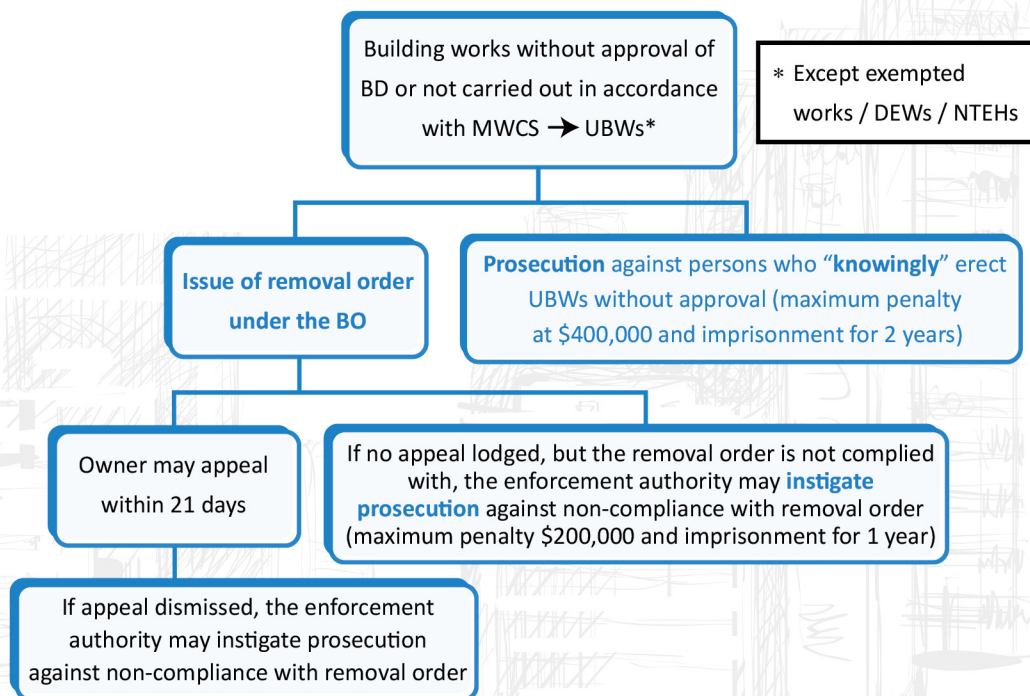 Building works without approval of
BD or not carried out in accordance
with MWCS → UBWs*
* Except exempted
works / DEWs / NTEHs
Issue of removal order
under the BO
Prosecution against persons who “knowingly” erect
UBWs without approval (maximum penalty
at $400,000 and imprisonment for 2 years)
Owner may appeal
within 21 days
If no appeal lodged, but the removal order is not complied
with, the enforcement authority may instigate
prosecution against non-compliance with removal order
(maximum penalty $200,000 and imprisonment for 1 year)
If appeal dismissed, the enforcement
authority may instigate prosecution
against non-compliance with removal order